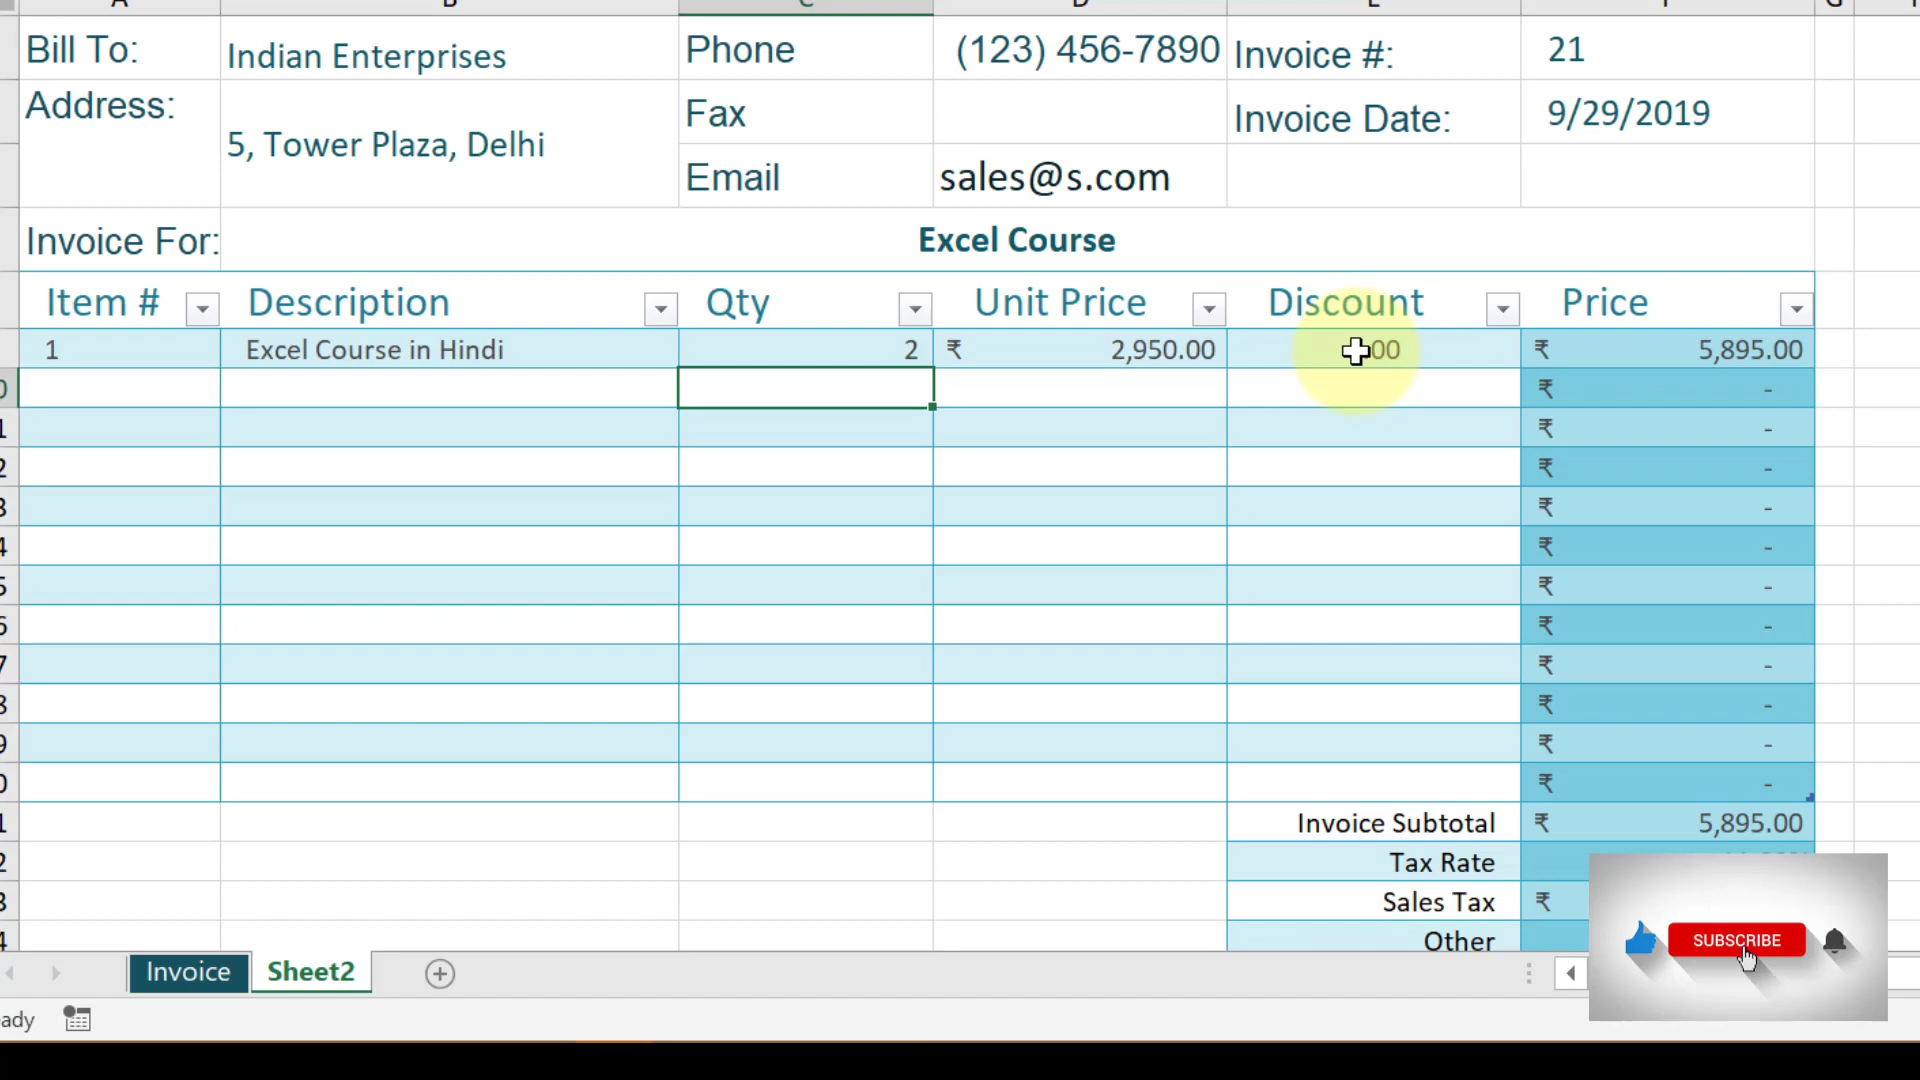 Bill To: Indian Enterprises Phone (123) 456-7890 Invoice #: 21
Address: 5, Tower Plaza, Delhi Fax Invoice Date: 9/29/2019
Email sales@s.com
Invoice For: Excel Course
Item # Description Qty Unit Price Discount Price
1 Excel Course in Hindi 2 ₹ 2,950.00 00 ₹ 5,895.00
₹ -
₹ -
₹ -
₹ -
₹ -
₹ -
₹ -
₹ -
₹ -
₹ -
₹ -
Invoice Subtotal ₹ 5,895.00
Tax Rate
Sales Tax ₹
Other
SUBSCRIBE
Invoice Sheet2